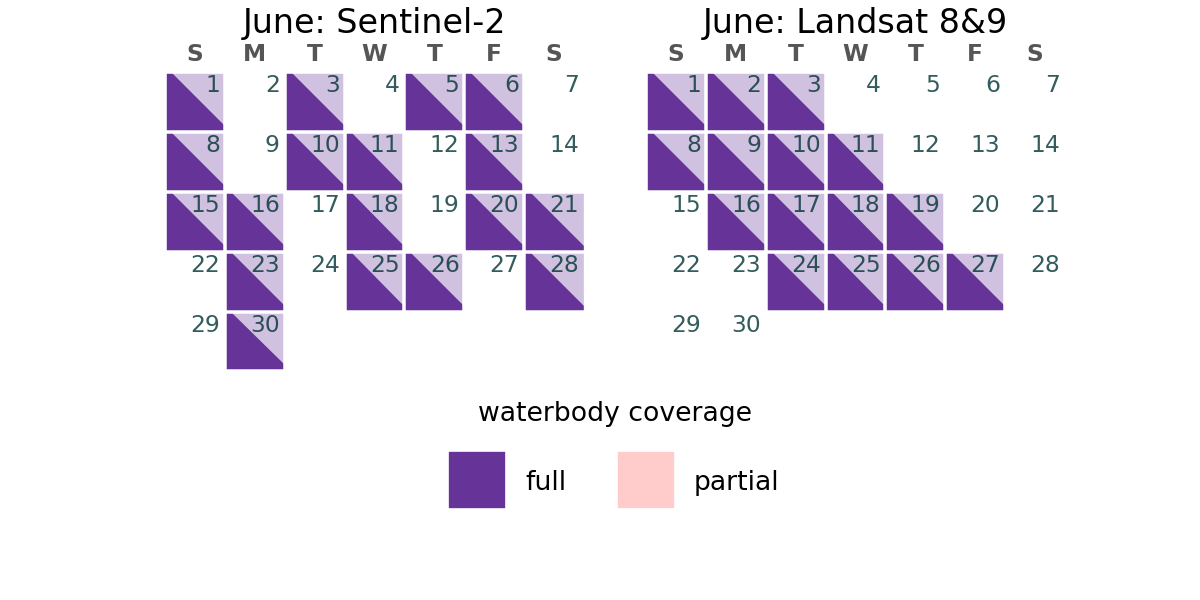 June: Sentinel-2
S M T W T F S
1 2 3 4 5 6 7
8 9 10 11 12 13 14
15 16 17 18 19 20 21
22 23 24 25 26 27 28
29 30
June: Landsat 8&9
S M T W T F S
1 2 3 4 5 6 7
8 9 10 11 12 13 14
15 16 17 18 19 20 21
22 23 24 25 26 27 28
29 30
waterbody coverage
full partial